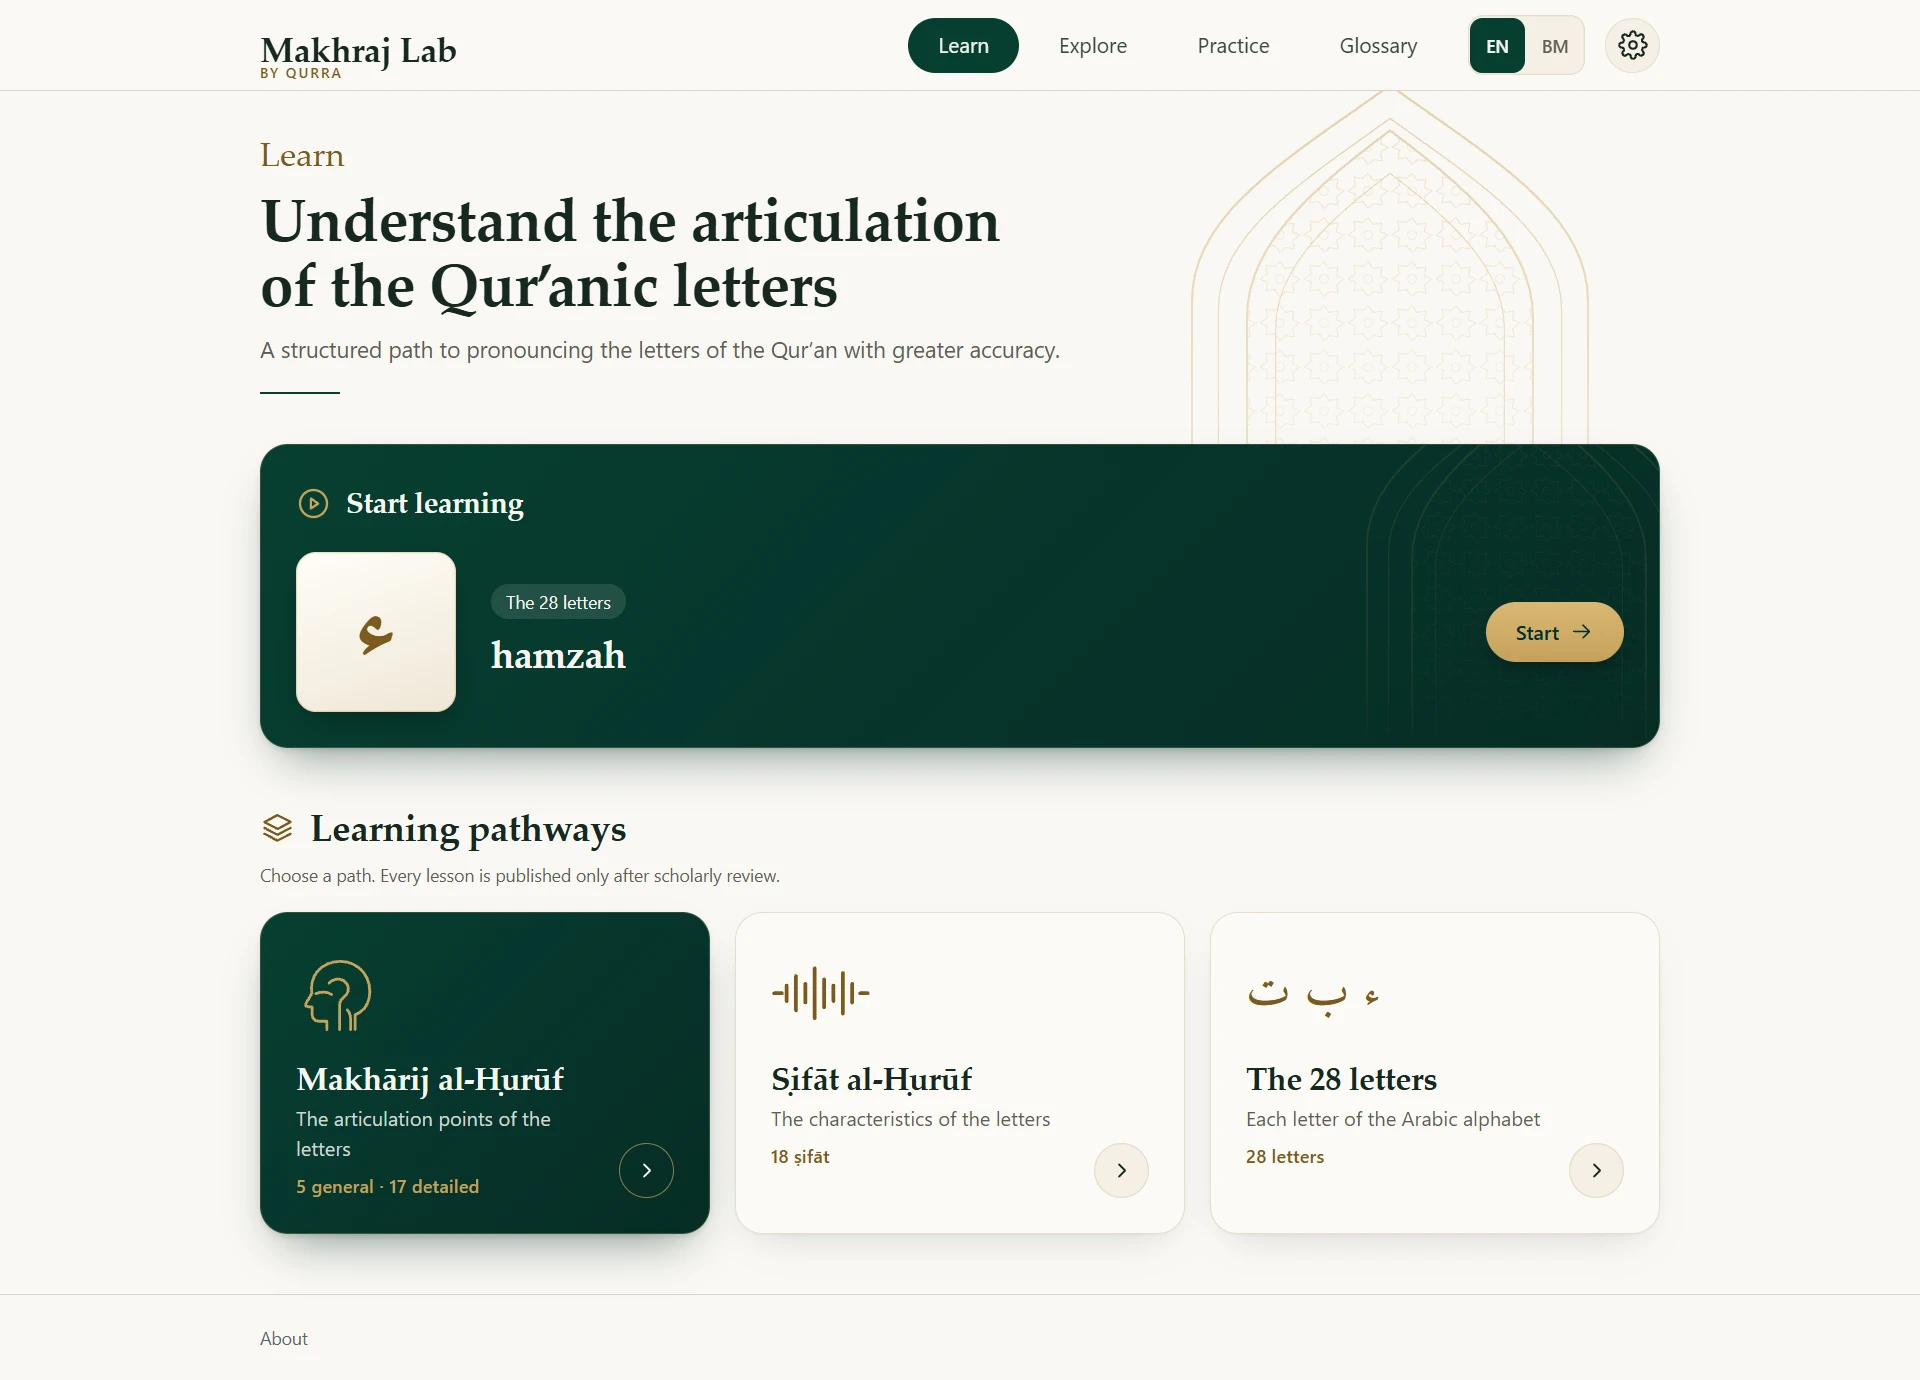 Makhraj Lab
BY QURRA
Learn
Explore
Practice
Glossary
EN
BM
Learn
Understand the articulation
of the Qur’anic letters
A structured path to pronouncing the letters of the Qur’an with greater accuracy.
Start learning
ء
The 28 letters
hamzah
Start
Learning pathways
Choose a path. Every lesson is published only after scholarly review.
Makhārij al-Ḥurūf
The articulation points of the
letters
5 general · 17 detailed
Ṣifāt al-Ḥurūf
The characteristics of the letters
18 ṣifāt
ء ب ت
The 28 letters
Each letter of the Arabic alphabet
28 letters
About